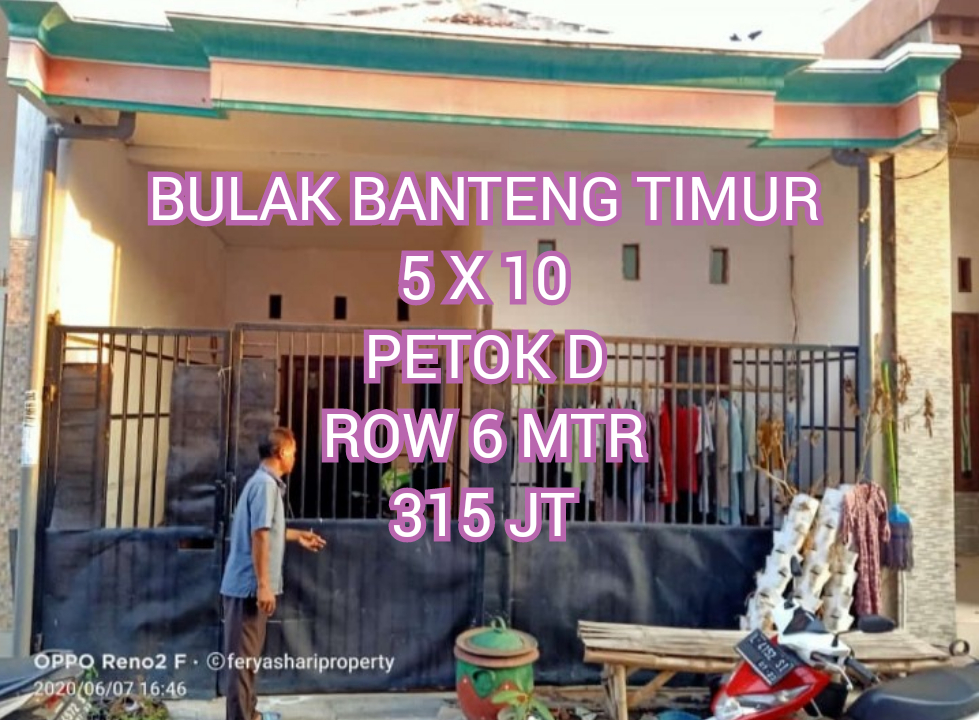 BULAK BANTENG TIMUR
5 X 10
PETOK D
ROW 6 MTR
315 JT
OPPO Reno2 F · ©feryashariproperty
2020/06/07 16:46